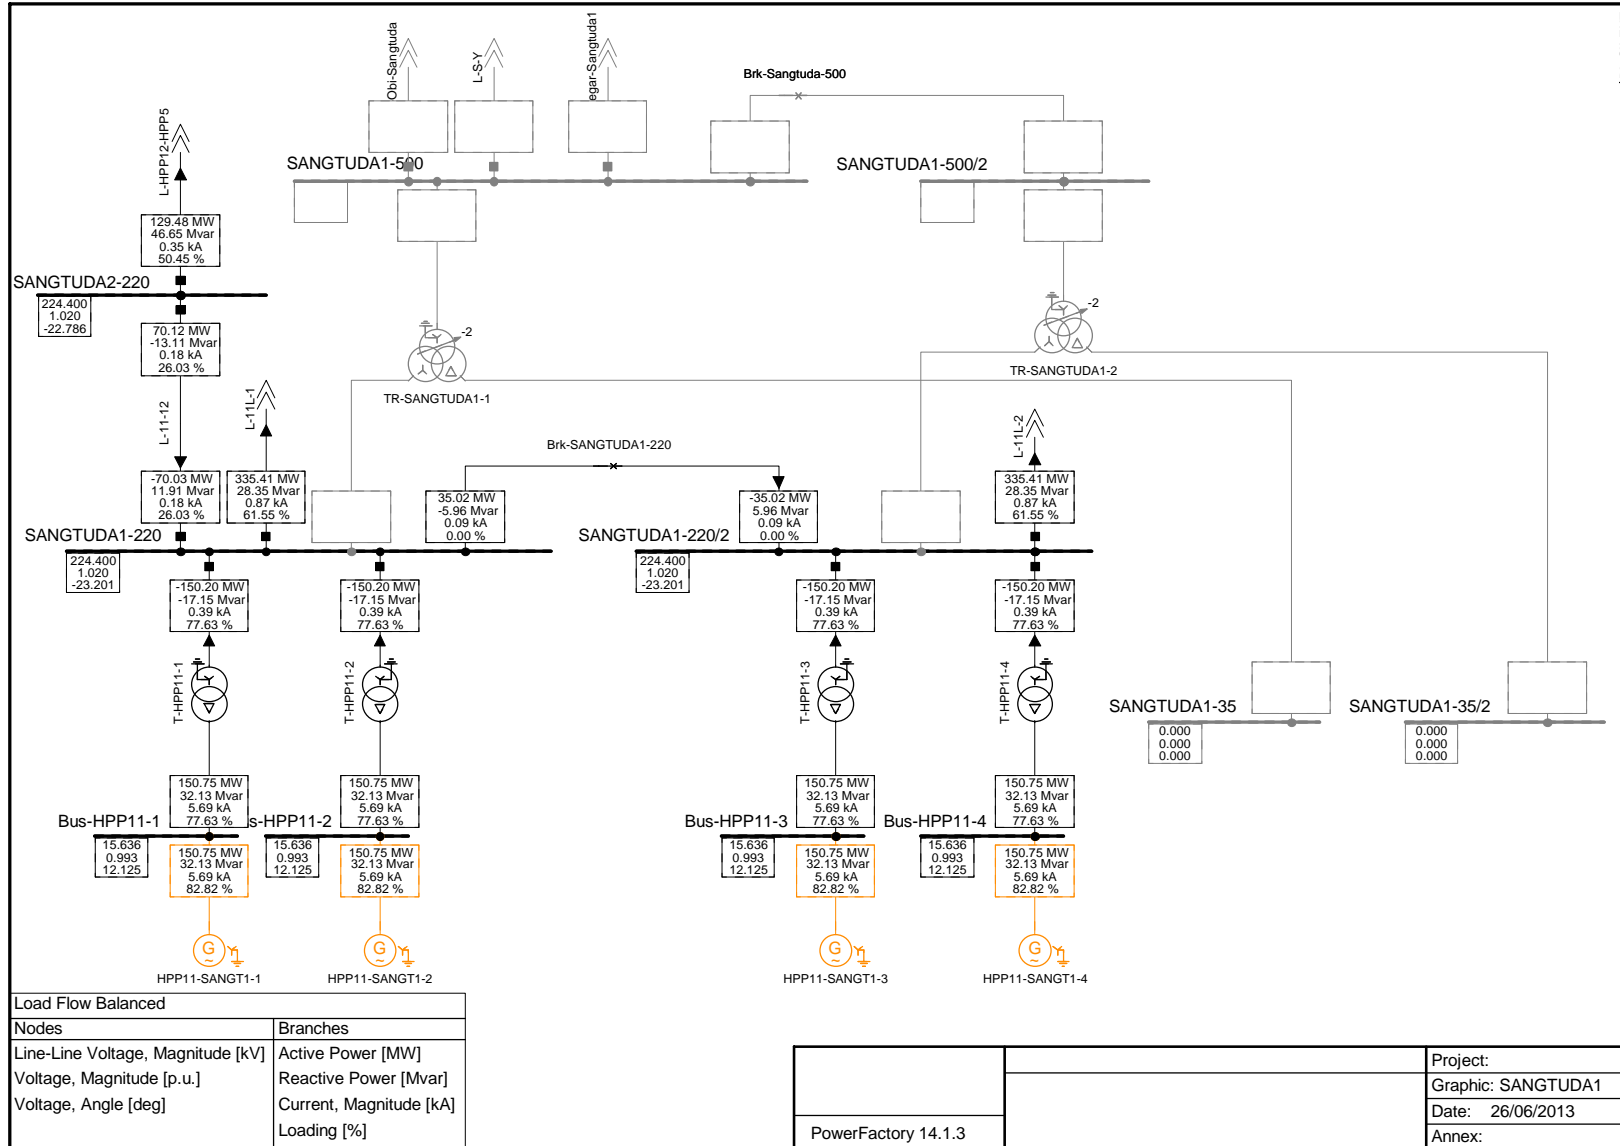 Obi-Sangtuda
L-S-Y
egar-Sangtuda1
Brk-Sangtuda-500
L-HPP12-HPP5
SANGTUDA1-500
SANGTUDA1-500/2
129.48 MW
46.65 Mvar
0.35 kA
50.45 %
SANGTUDA2-220
224.400
1.020
-22.786
70.12 MW
-13.11 Mvar
0.18 kA
26.03 %
-2
TR-SANGTUDA1-1
-2
TR-SANGTUDA1-2
L-11-12
L-11L-1
Brk-SANGTUDA1-220
L-11L-2
-70.03 MW
11.91 Mvar
0.18 kA
26.03 %
335.41 MW
28.35 Mvar
0.87 kA
61.55 %
35.02 MW
-5.96 Mvar
0.09 kA
0.00 %
-35.02 MW
5.96 Mvar
0.09 kA
0.00 %
335.41 MW
28.35 Mvar
0.87 kA
61.55 %
SANGTUDA1-220
224.400
1.020
-23.201
SANGTUDA1-220/2
224.400
1.020
-23.201
-150.20 MW
-17.15 Mvar
0.39 kA
77.63 %
-150.20 MW
-17.15 Mvar
0.39 kA
77.63 %
-150.20 MW
-17.15 Mvar
0.39 kA
77.63 %
-150.20 MW
-17.15 Mvar
0.39 kA
77.63 %
T-HPP11-1
T-HPP11-2
T-HPP11-3
T-HPP11-4
SANGTUDA1-35
0.000
0.000
0.000
SANGTUDA1-35/2
0.000
0.000
0.000
150.75 MW
32.13 Mvar
5.69 kA
77.63 %
150.75 MW
32.13 Mvar
5.69 kA
77.63 %
150.75 MW
32.13 Mvar
5.69 kA
77.63 %
150.75 MW
32.13 Mvar
5.69 kA
77.63 %
Bus-HPP11-1
15.636
0.993
12.125
s-HPP11-2
15.636
0.993
12.125
Bus-HPP11-3
15.636
0.993
12.125
Bus-HPP11-4
15.636
0.993
12.125
150.75 MW
32.13 Mvar
5.69 kA
82.82 %
150.75 MW
32.13 Mvar
5.69 kA
82.82 %
150.75 MW
32.13 Mvar
5.69 kA
82.82 %
150.75 MW
32.13 Mvar
5.69 kA
82.82 %
G
~
G
~
G
~
G
~
HPP11-SANGT1-1
HPP11-SANGT1-2
HPP11-SANGT1-3
HPP11-SANGT1-4
Load Flow Balanced
Nodes
Branches
Line-Line Voltage, Magnitude [kV]
Active Power [MW]
Voltage, Magnitude [p.u.]
Reactive Power [Mvar]
Voltage, Angle [deg]
Current, Magnitude [kA]
Loading [%]
PowerFactory 14.1.3
Project:
Graphic: SANGTUDA1
Date: 26/06/2013
Annex: